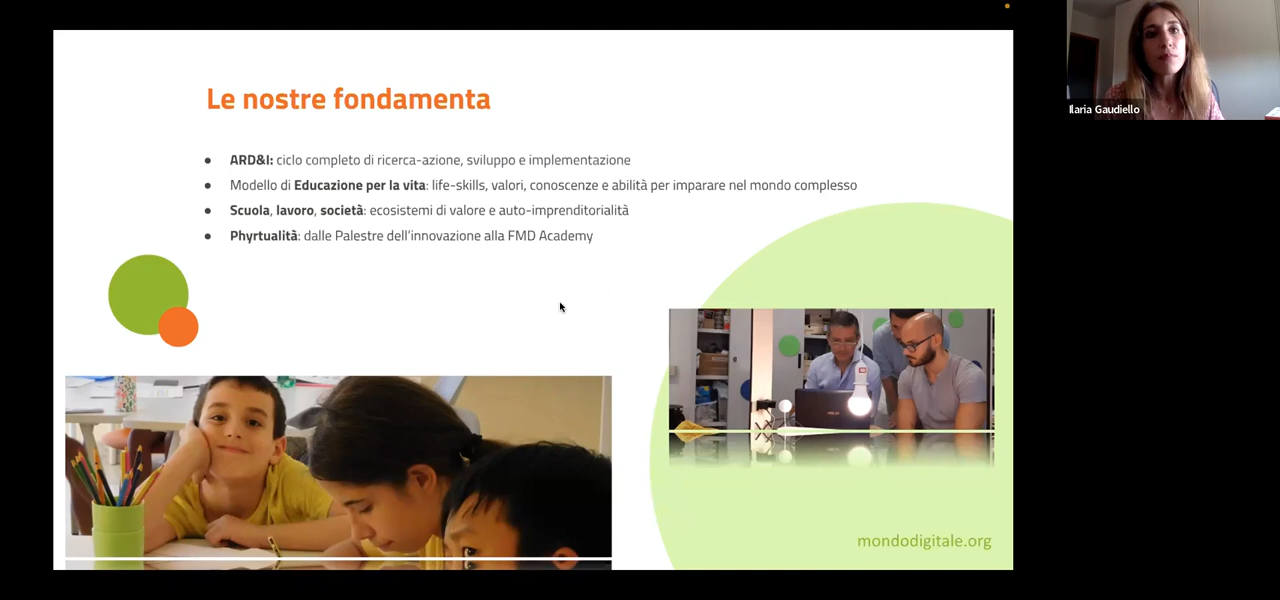 Le nostre fondamenta
● ARD&I: ciclo completo di ricerca-azione, sviluppo e implementazione
● Modello di Educazione per la vita: life-skills, valori, conoscenze e abilità per imparare nel mondo complesso
● Scuola, lavoro, società: ecosistemi di valore e auto-imprenditorialità
● Phyrtualità: dalle Palestre dell'innovazione alla FMD Academy
mondodigitale.org
Ilaria Gaudiello